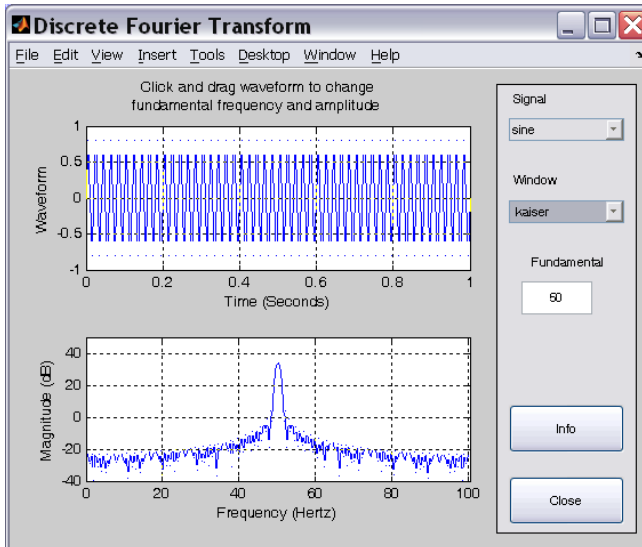 Discrete Fourier Transform
File Edit View Insert Tools Desktop Window Help
Click and drag waveform to change
fundamental frequency and amplitude
Waveform
1
0.5
0
-0.5
-1
0 0.2 0.4 0.6 0.8 1
Time (Seconds)
Magnitude (dB)
40
20
0
-20
-40
0 20 40 60 80 100
Frequency (Hertz)
Signal
sine
Window
kaiser
Fundamental
50
Info
Close